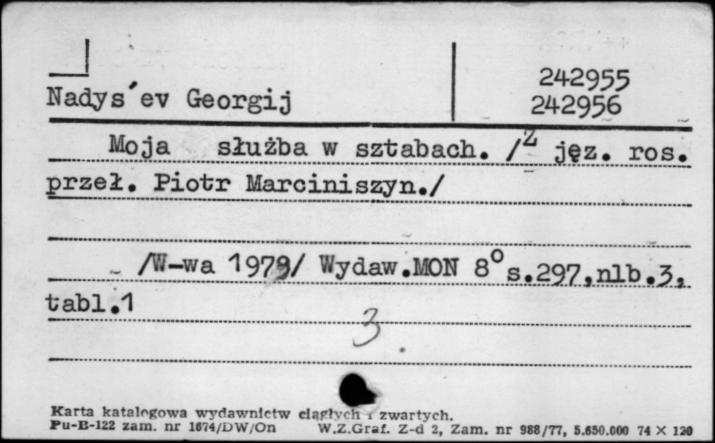 242955
Nadys'ev Georgij 242956
Moja służba w sztabach. /Z jęz. ros.
przeł. Piotr Marciniszyn./
/W-wa 1979/ Wydaw.MON 8° s.297,nlb.3,
tabl.1
3
Karta katalogowa wydawnictw ciągłych i zwartych.
Pu-B-122 zam. nr 1674/DW/On W.Z.Graf. Z-d 2, Zam. nr 988/77, 5.650.000 74 X 120